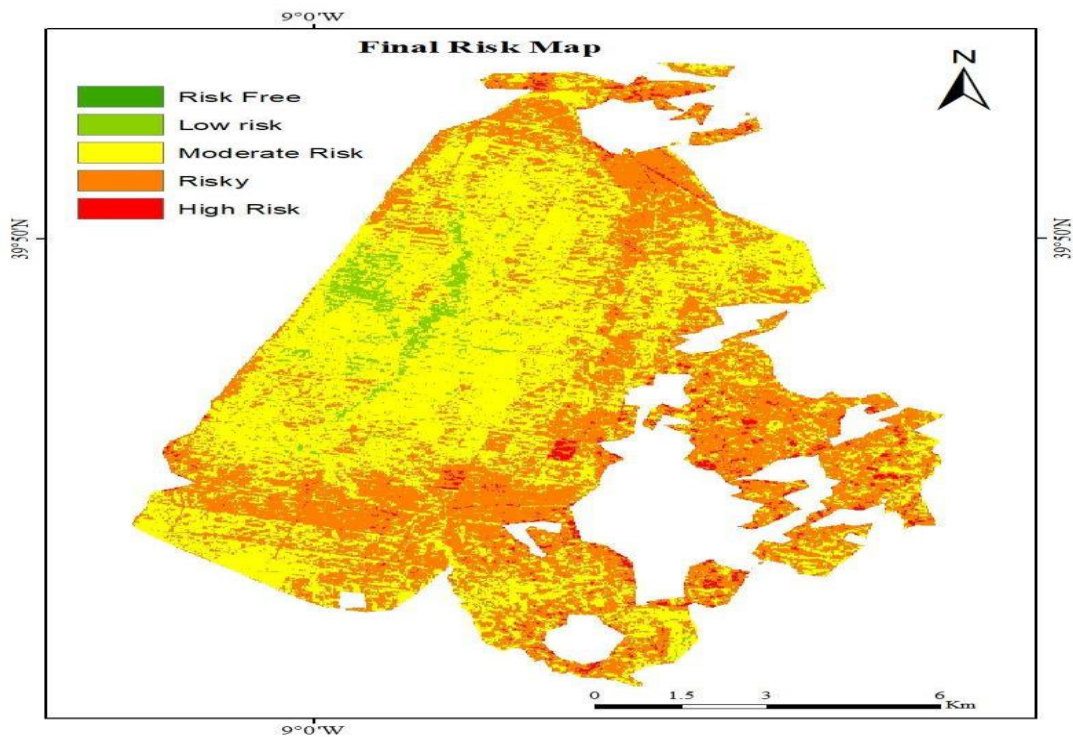 9°0'W
Final Risk Map
N
Risk Free
Low risk
Moderate Risk
Risky
High Risk
39°50'N
39°50'N
0 1.5 3 6
Km
9°0'W